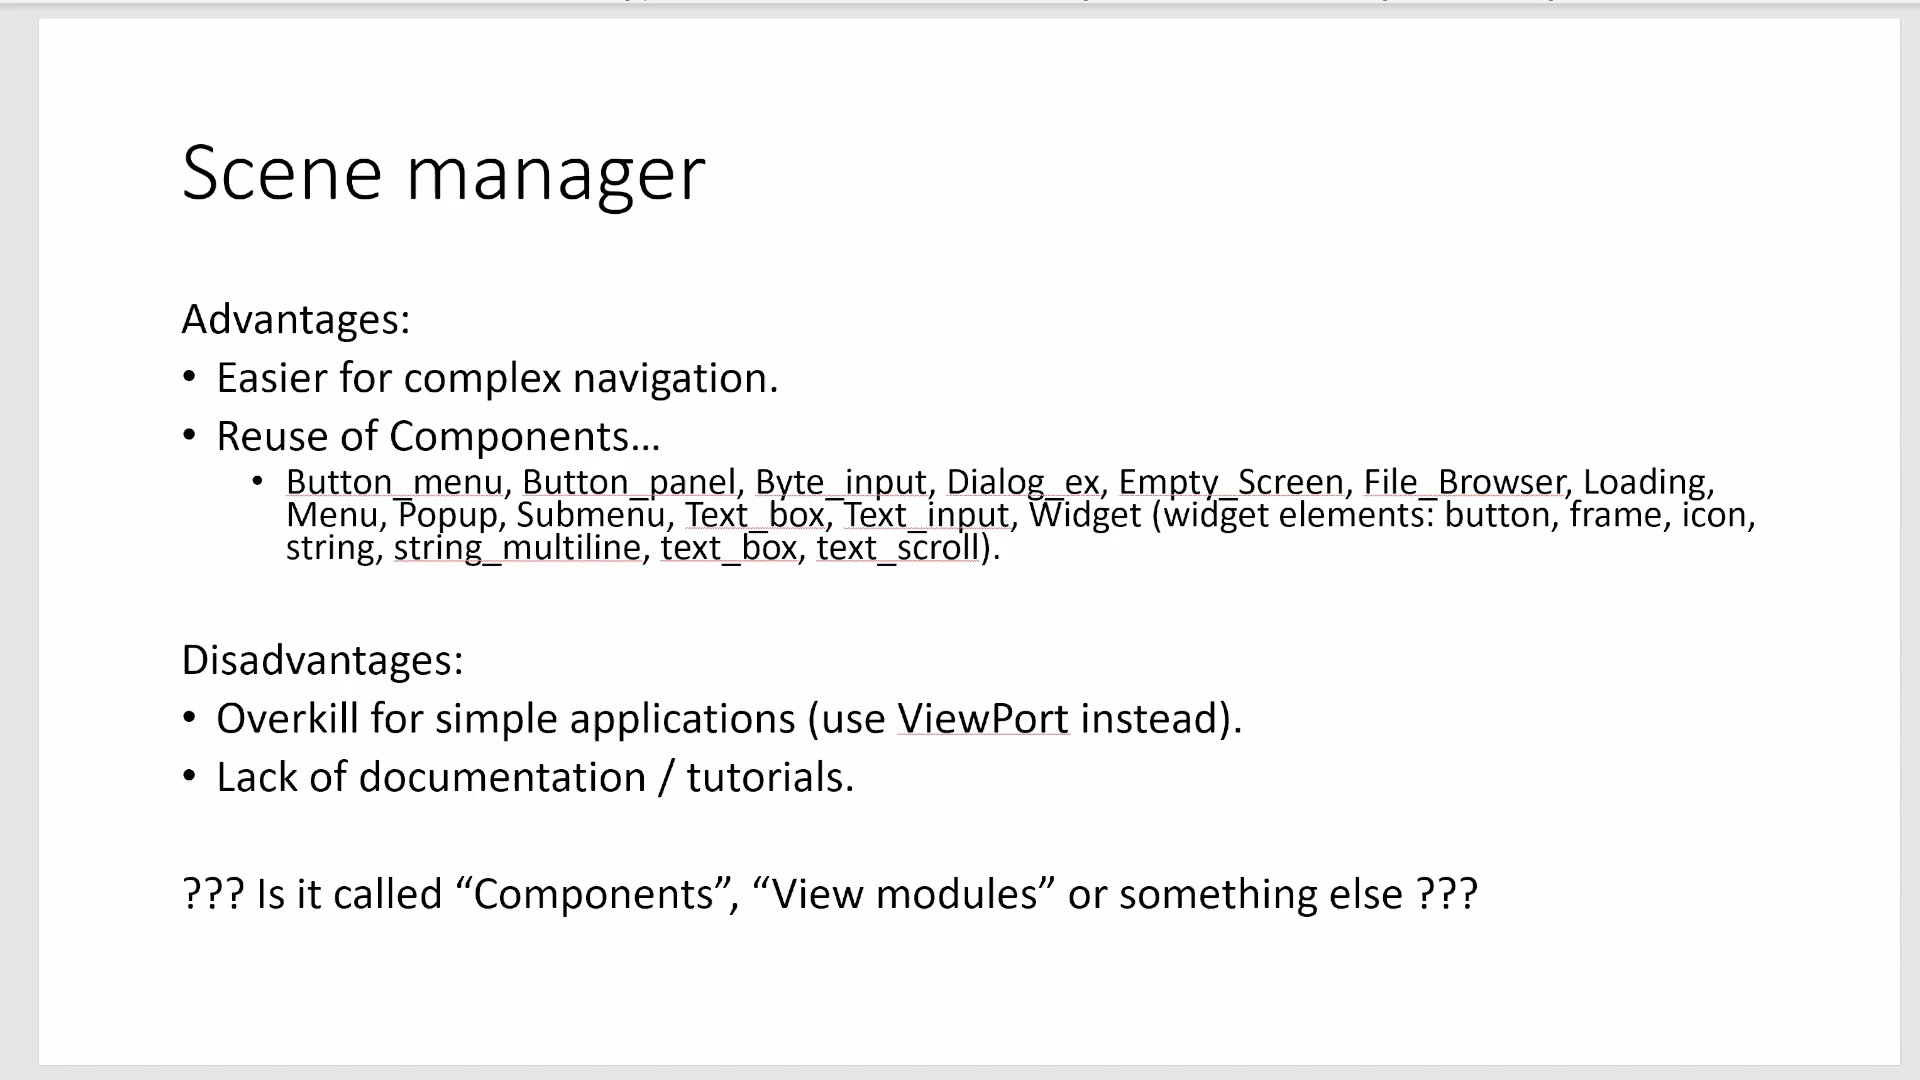 Scene manager
Advantages:
• Easier for complex navigation.
• Reuse of Components…
• Button_menu, Button_panel, Byte_input, Dialog_ex, Empty_Screen, File_Browser, Loading,
Menu, Popup, Submenu, Text_box, Text_input, Widget (widget elements: button, frame, icon,
string, string_multiline, text_box, text_scroll).
Disadvantages:
• Overkill for simple applications (use ViewPort instead).
• Lack of documentation / tutorials.
??? Is it called “Components”, “View modules” or something else ???